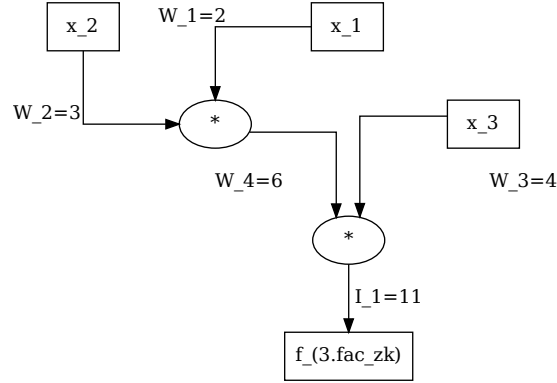 x_2
W_1=2
x_1
W_2=3
*
x_3
W_4=6
W_3=4
*
I_1=11
f_(3.fac_zk)